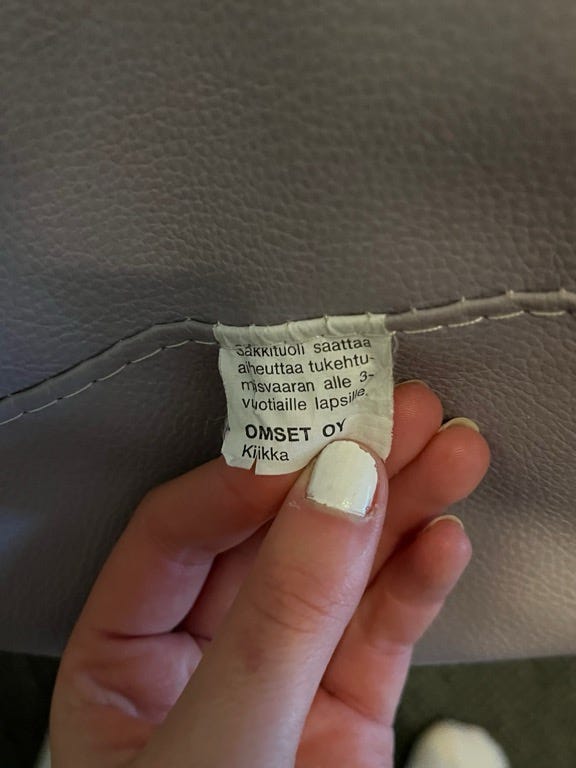 Säkkituoli saattaa
aiheuttaa tukehtu-
misvaaran alle 3-
vuotiaille lapsille.
OMSET OY
Kiikka